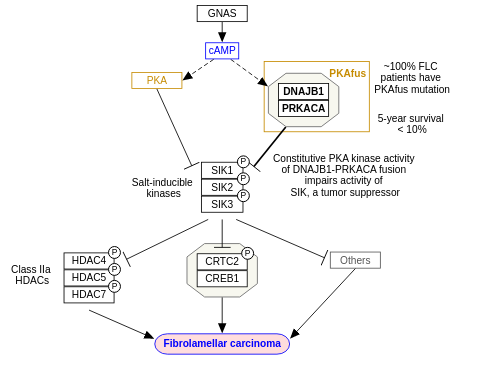 GNAS
cAMP
PKA
PKAfus
DNAJB1
PRKACA
~100% FLC
patients have
PKAfus mutation
5-year survival
< 10%
Constitutive PKA kinase activity
of DNAJB1-PRKACA fusion
impairs activity of
SIK, a tumor suppressor
Salt-inducible
kinases
SIK1
P
SIK2
P
SIK3
P
Class IIa
HDACs
HDAC4
P
HDAC5
P
HDAC7
P
CRTC2
P
CREB1
Others
Fibrolamellar carcinoma